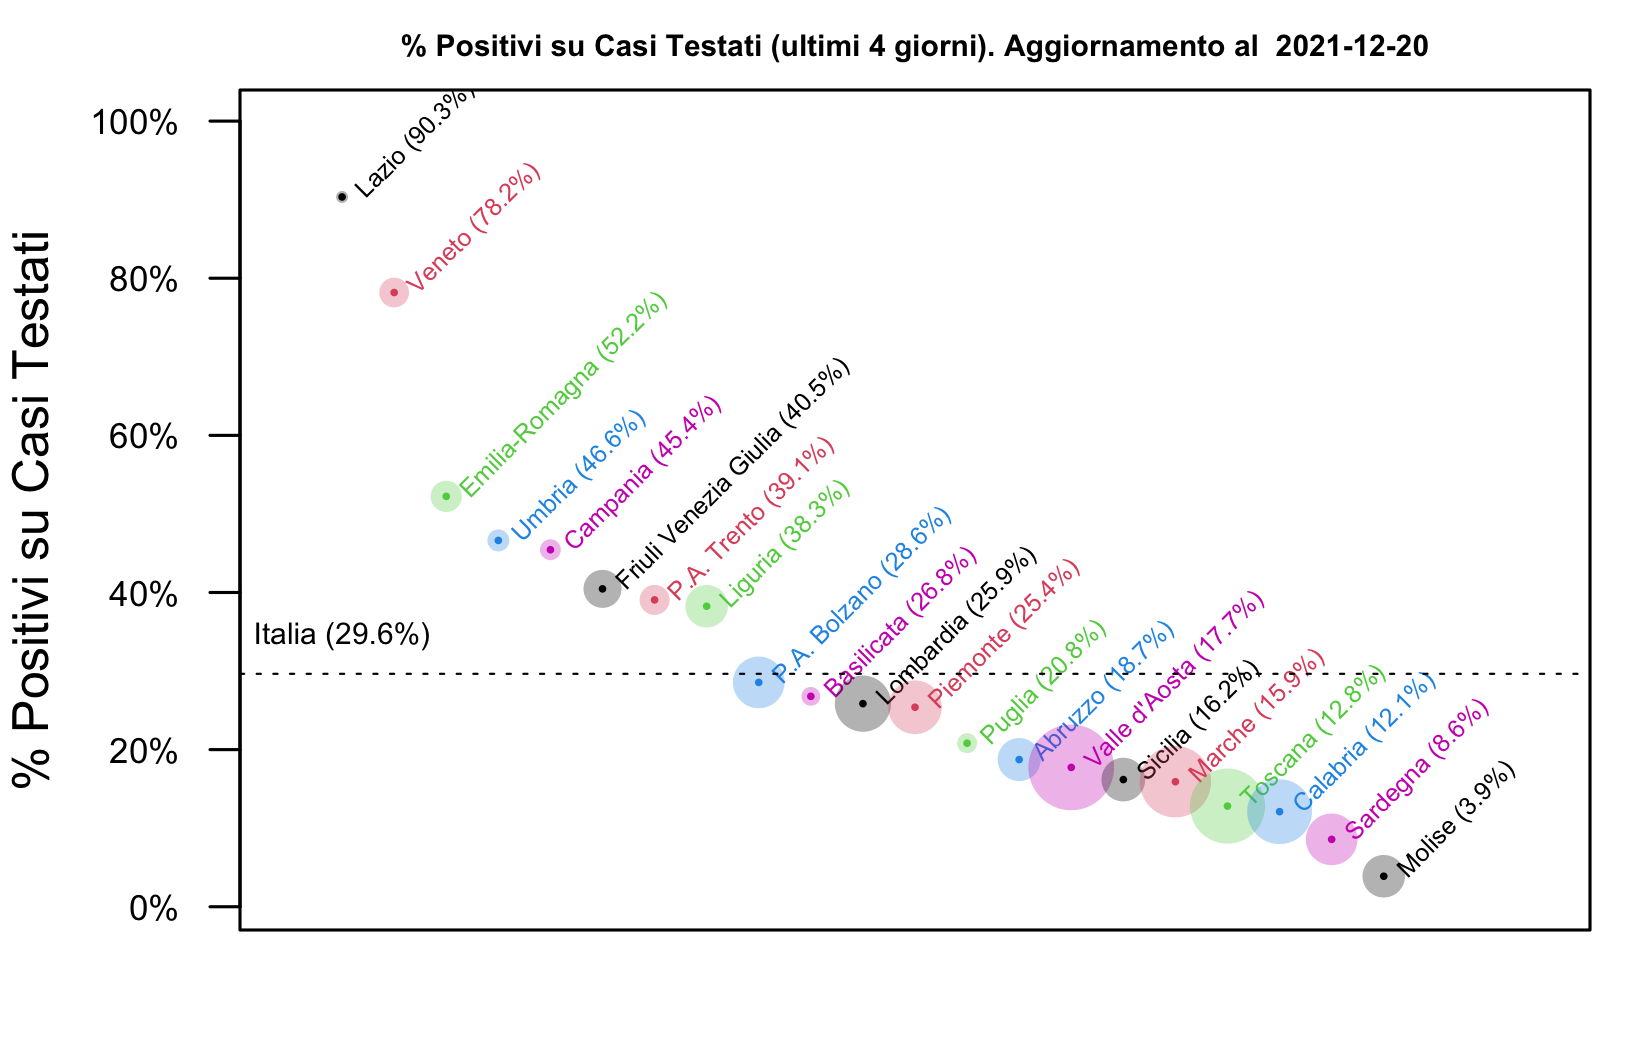 % Positivi su Casi Testati (ultimi 4 giorni). Aggiornamento al  2021-12-20
% Positivi su Casi Testati
100%
80%
60%
40%
20%
0%
Italia (29.6%)
Lazio (90.3%)
Veneto (78.2%)
Emilia-Romagna (52.2%)
Umbria (46.6%)
Campania (45.4%)
Friuli Venezia Giulia (40.5%)
P.A. Trento (39.1%)
Liguria (38.3%)
P.A. Bolzano (28.6%)
Basilicata (26.8%)
Lombardia (25.9%)
Piemonte (25.4%)
Puglia (20.8%)
Abruzzo (18.7%)
Valle d'Aosta (17.7%)
Sicilia (16.2%)
Marche (15.9%)
Toscana (12.8%)
Calabria (12.1%)
Sardegna (8.6%)
Molise (3.9%)